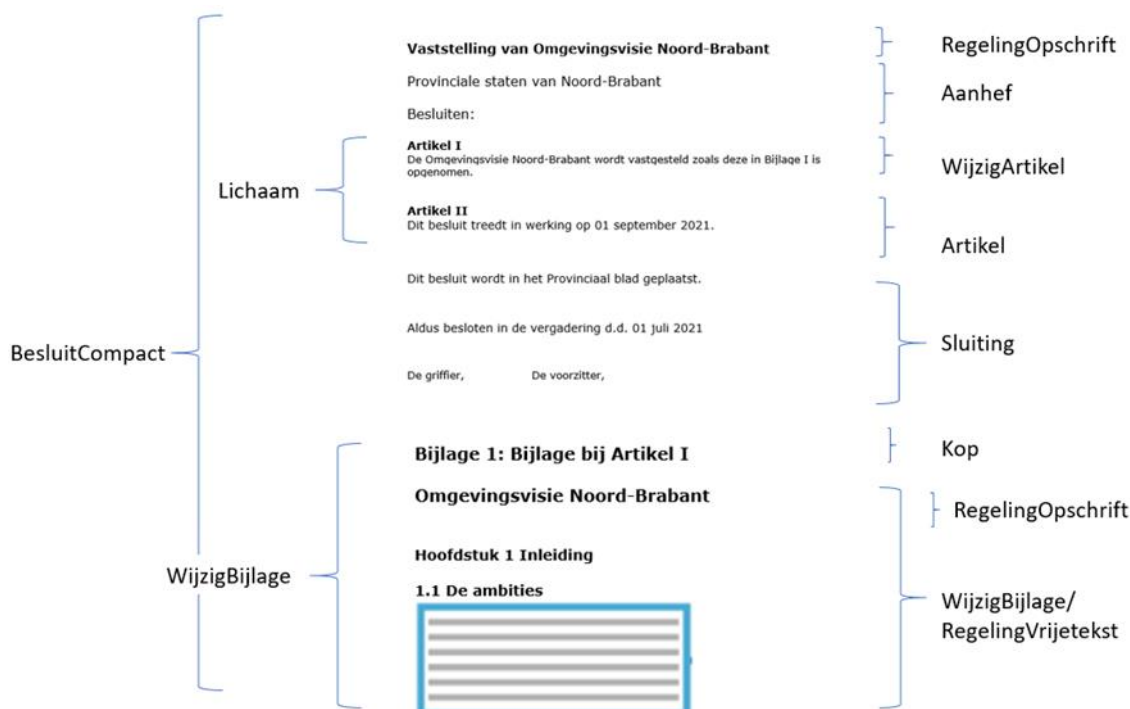 Vaststelling van Omgevingsvisie Noord-Brabant
RegelingOpschrift
Provinciale staten van Noord-Brabant
Aanhef
Besluiten:
Lichaam
Artikel I
De Omgevingsvisie Noord-Brabant wordt vastgesteld zoals deze in Bijlage I is
opgenomen.
WijzigArtikel
Artikel II
Dit besluit treedt in werking op 01 september 2021.
Artikel
Dit besluit wordt in het Provinciaal blad geplaatst.
Aldus besloten in de vergadering d.d. 01 juli 2021
Sluiting
BesluitCompact
De griffier, De voorzitter,
Bijlage 1: Bijlage bij Artikel I
Kop
Omgevingsvisie Noord-Brabant
RegelingOpschrift
Hoofdstuk 1 Inleiding
WijzigBijlage
1.1 De ambities
WijzigBijlage/
RegelingVrijetekst